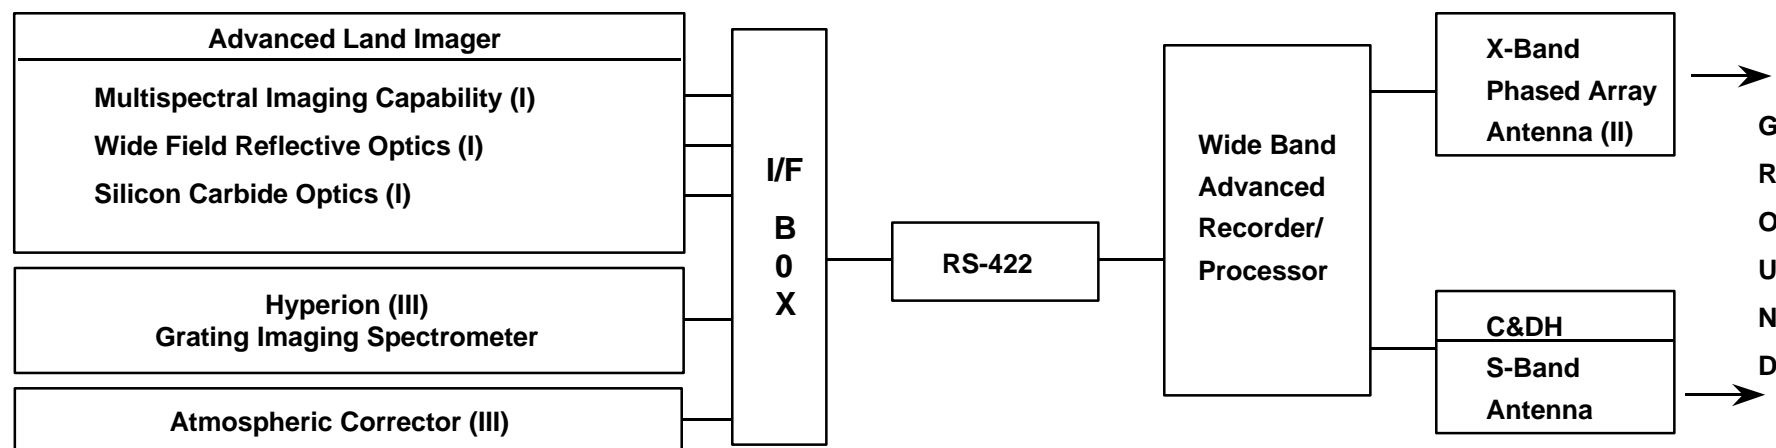 Advanced Land Imager
Multispectral Imaging Capability (I)
Wide Field Reflective Optics (I)
Silicon Carbide Optics (I)
Hyperion (III)
Grating Imaging Spectrometer
Atmospheric Corrector (III)
I/F
B
0
X
RS-422
Wide Band
Advanced
Recorder/
Processor
X-Band
Phased Array
Antenna (II)
C&DH
S-Band
Antenna
G
R
O
U
N
D